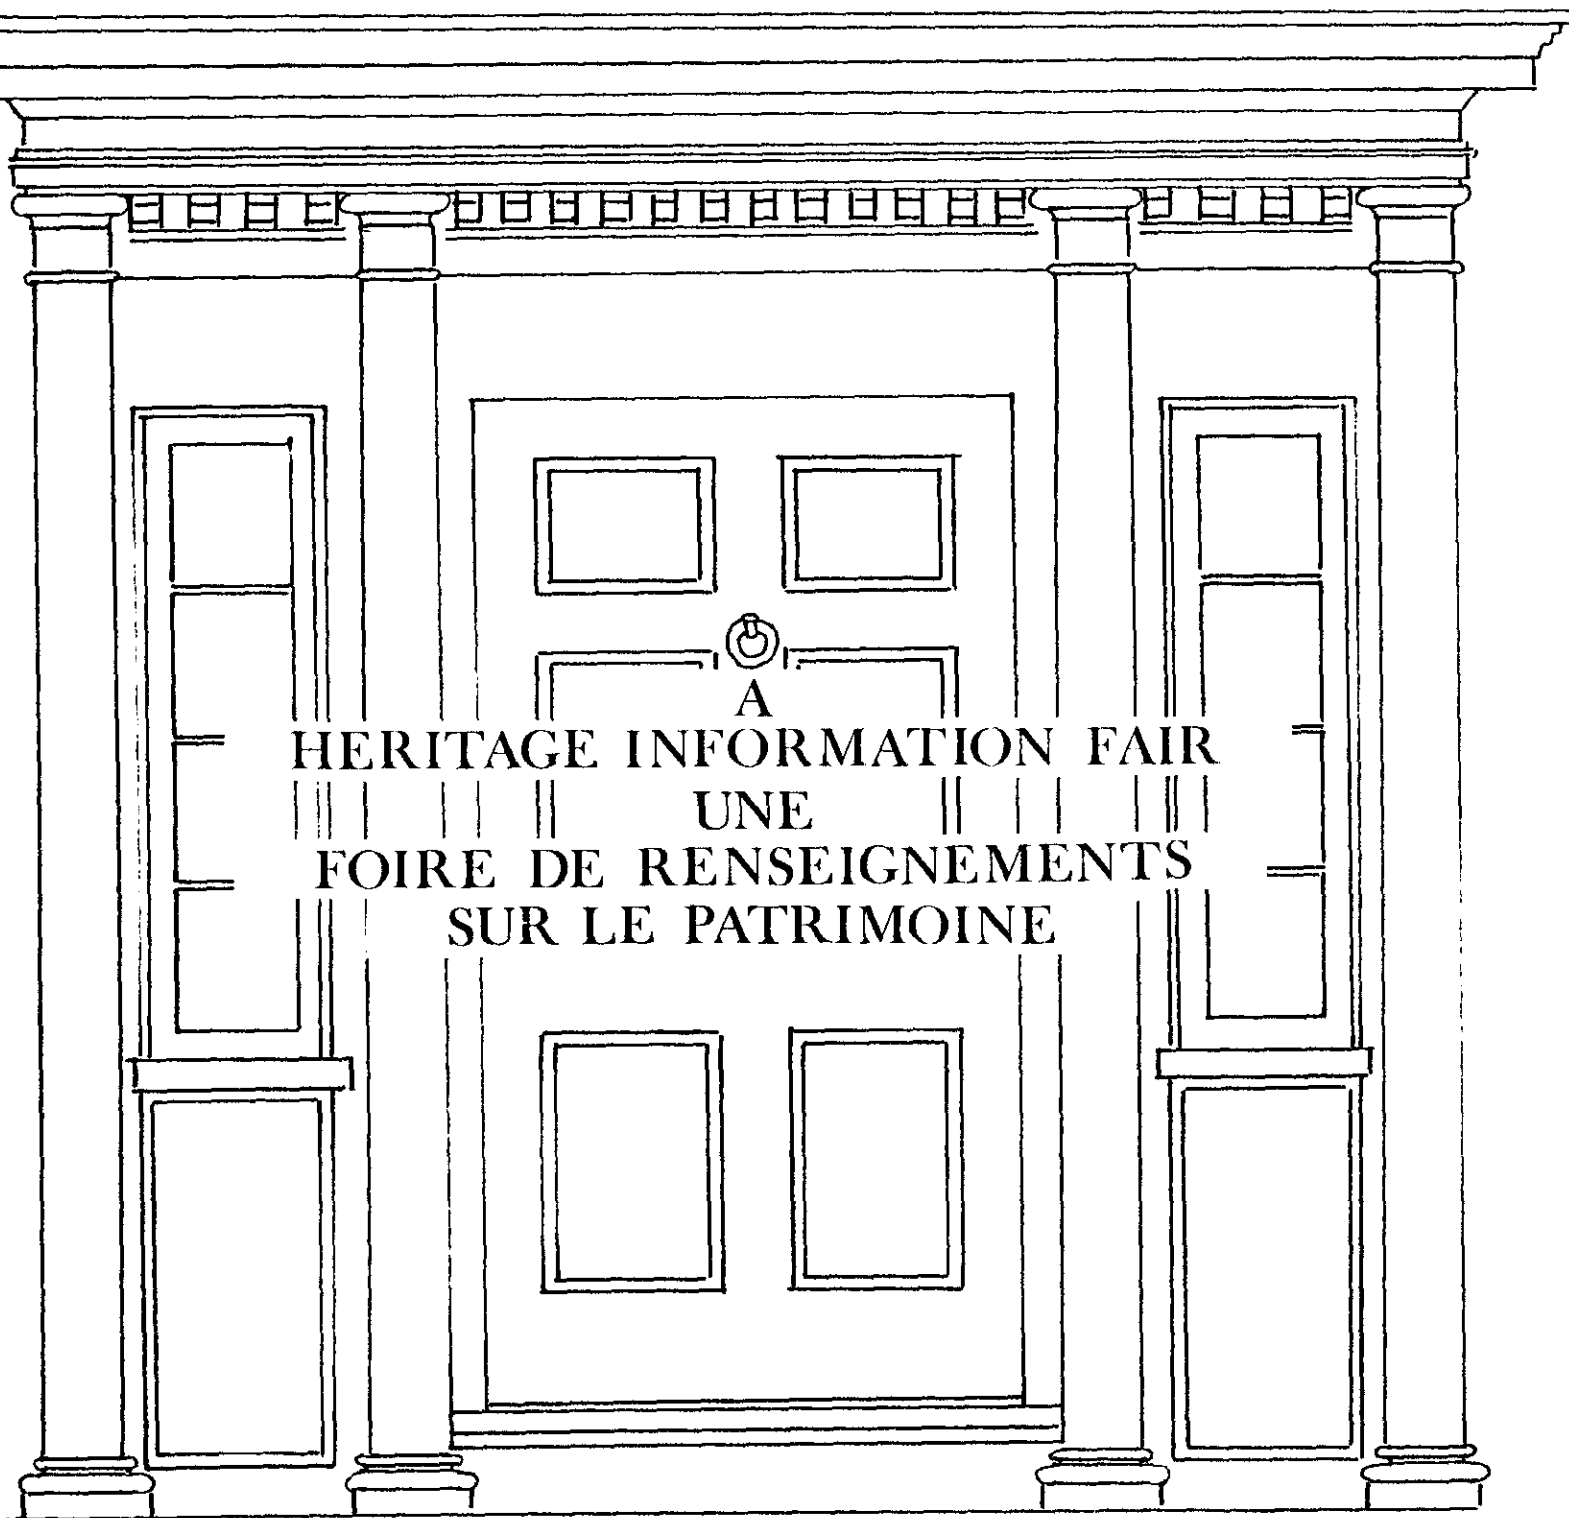 A
HERITAGE INFORMATION FAIR
UNE
FOIRE DE RENSEIGNEMENTS
SUR LE PATRIMOINE